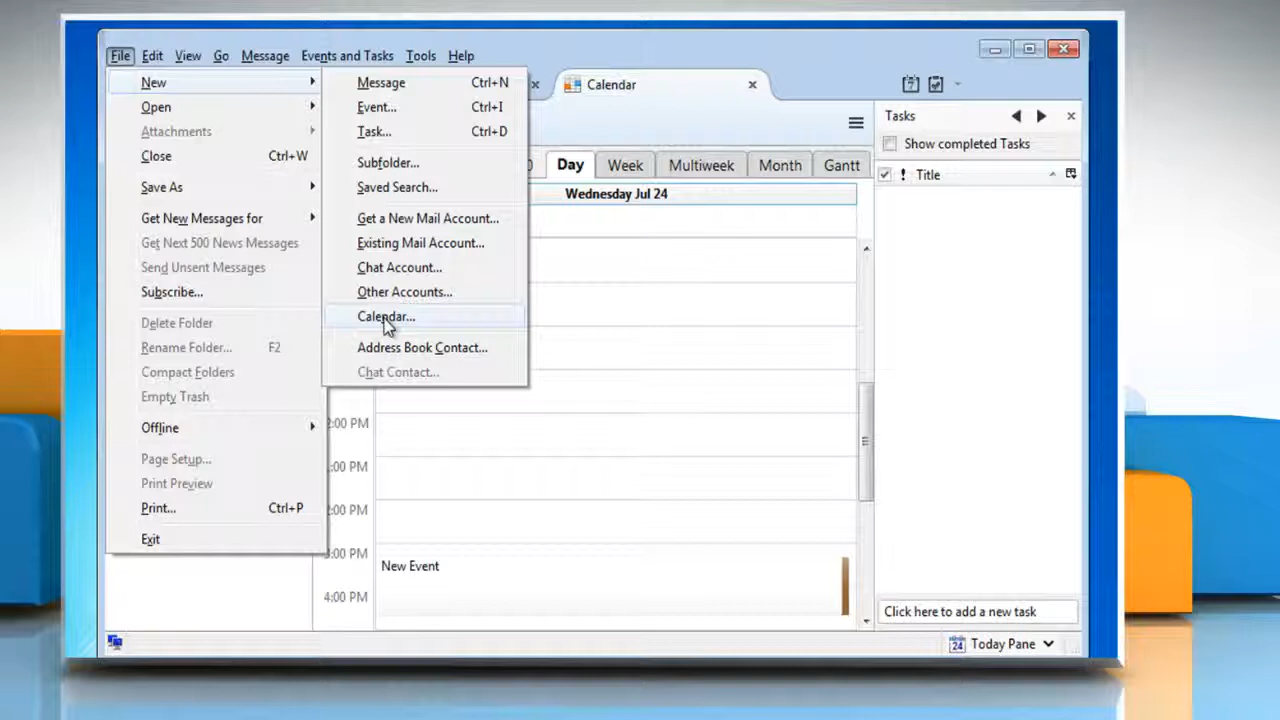 File Edit View Go Message Events and Tasks Tools Help
New
Open
Attachments
Close Ctrl+W
Save As
Get New Messages for
Get Next 500 News Messages
Send Unsent Messages
Subscribe...
Delete Folder
Rename Folder... F2
Compact Folders
Empty Trash
Offline
Page Setup...
Print Preview
Print... Ctrl+P
Exit
Message Ctrl+N
Event... Ctrl+I
Task... Ctrl+D
Subfolder...
Saved Search...
Get a New Mail Account...
Existing Mail Account...
Chat Account...
Other Accounts...
Calendar...
Address Book Contact...
Chat Contact...
Calendar
Day Week Multiweek Month Gantt
Wednesday Jul 24
:00 PM
:00 PM
2:00 PM
3:00 PM
New Event
4:00 PM
Tasks
Show completed Tasks
! Title
Click here to add a new task
24 Today Pane